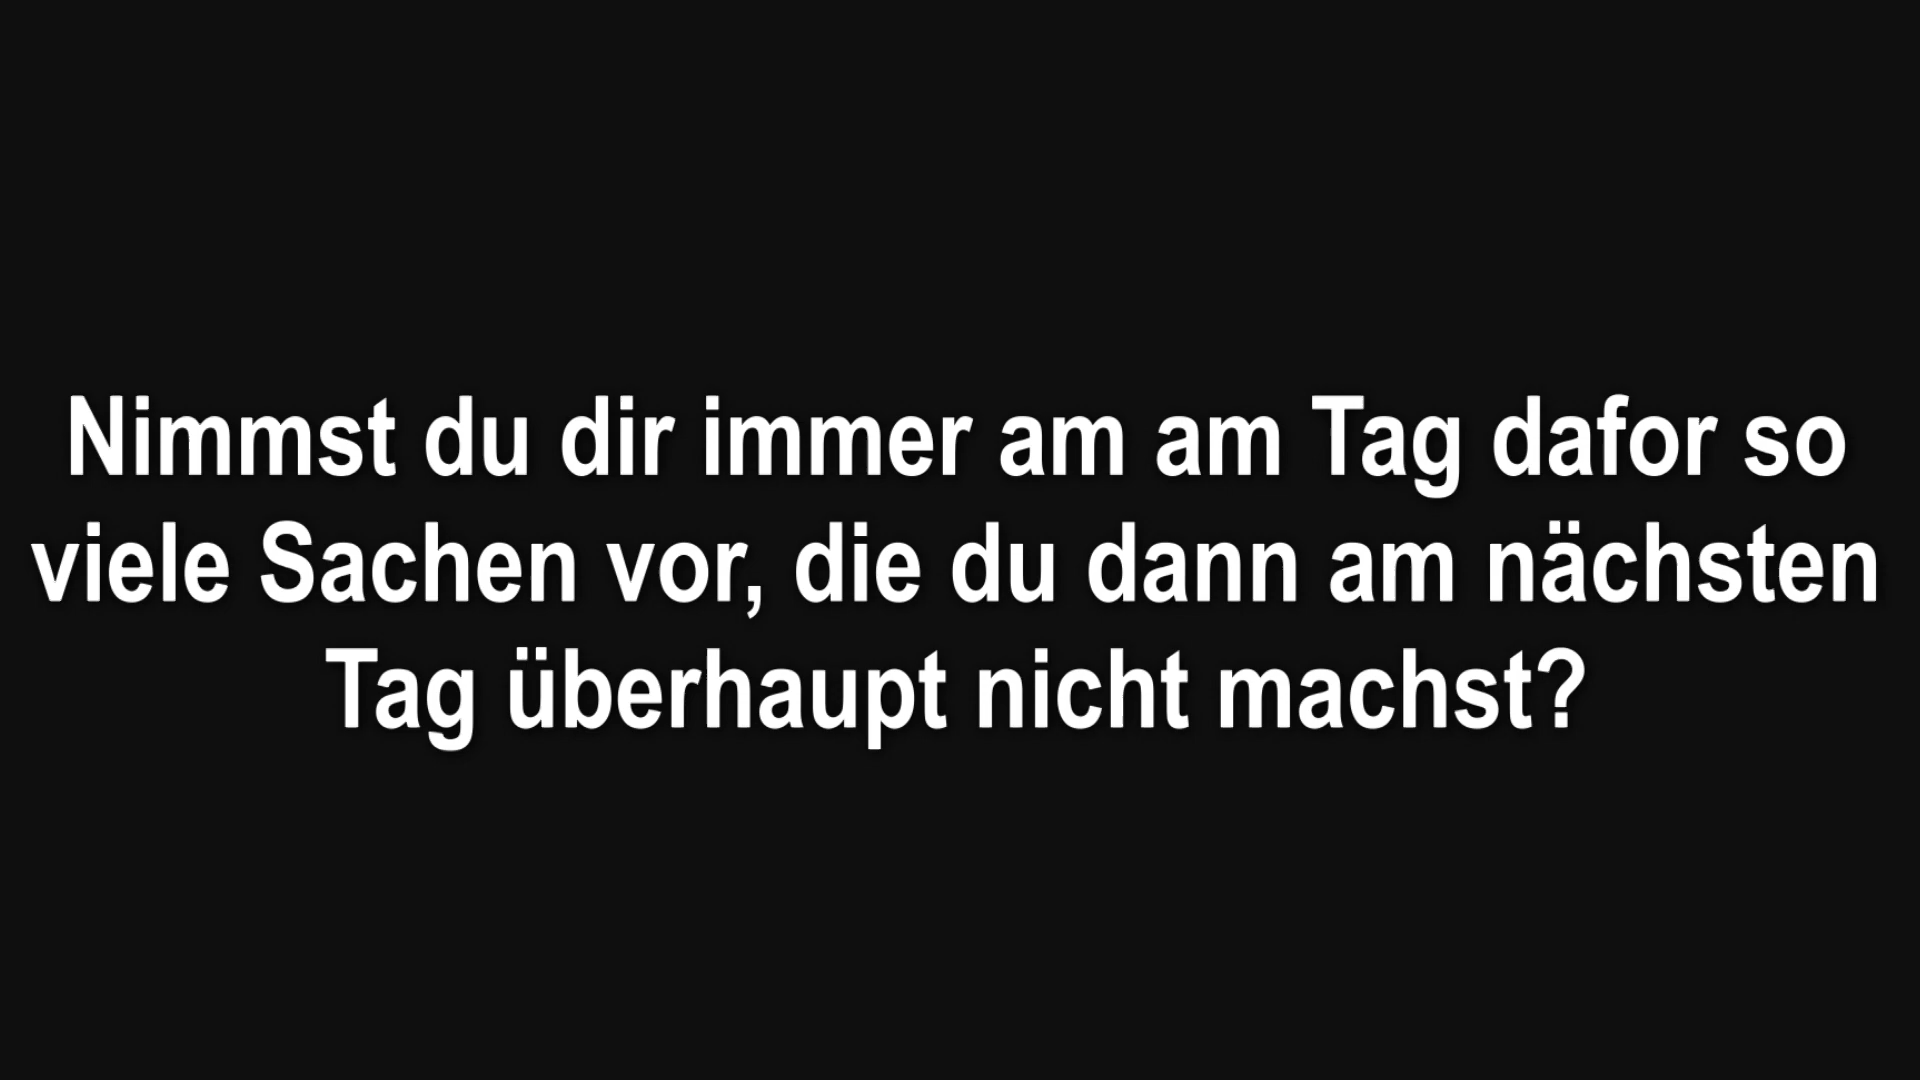 Nimmst du dir immer am am Tag dafor so
viele Sachen vor, die du dann am nächsten
Tag überhaupt nicht machst?